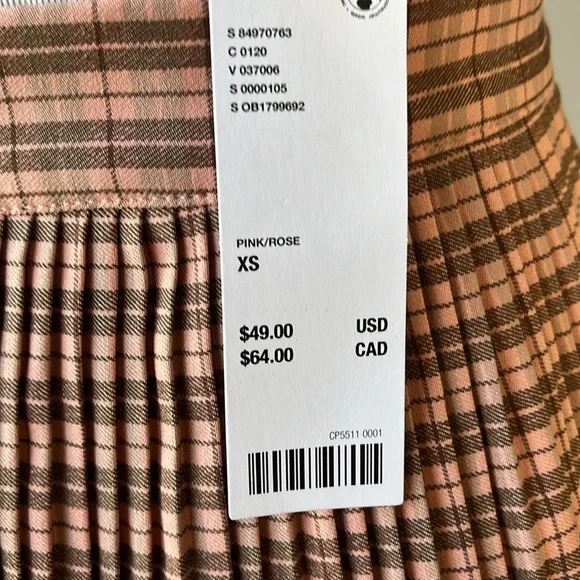 S 84970763
C 0120
V 037006
S 0000105
S OB1799692
PINK/ROSE
XS
$49.00 USD
$64.00 CAD
CP5511 0001